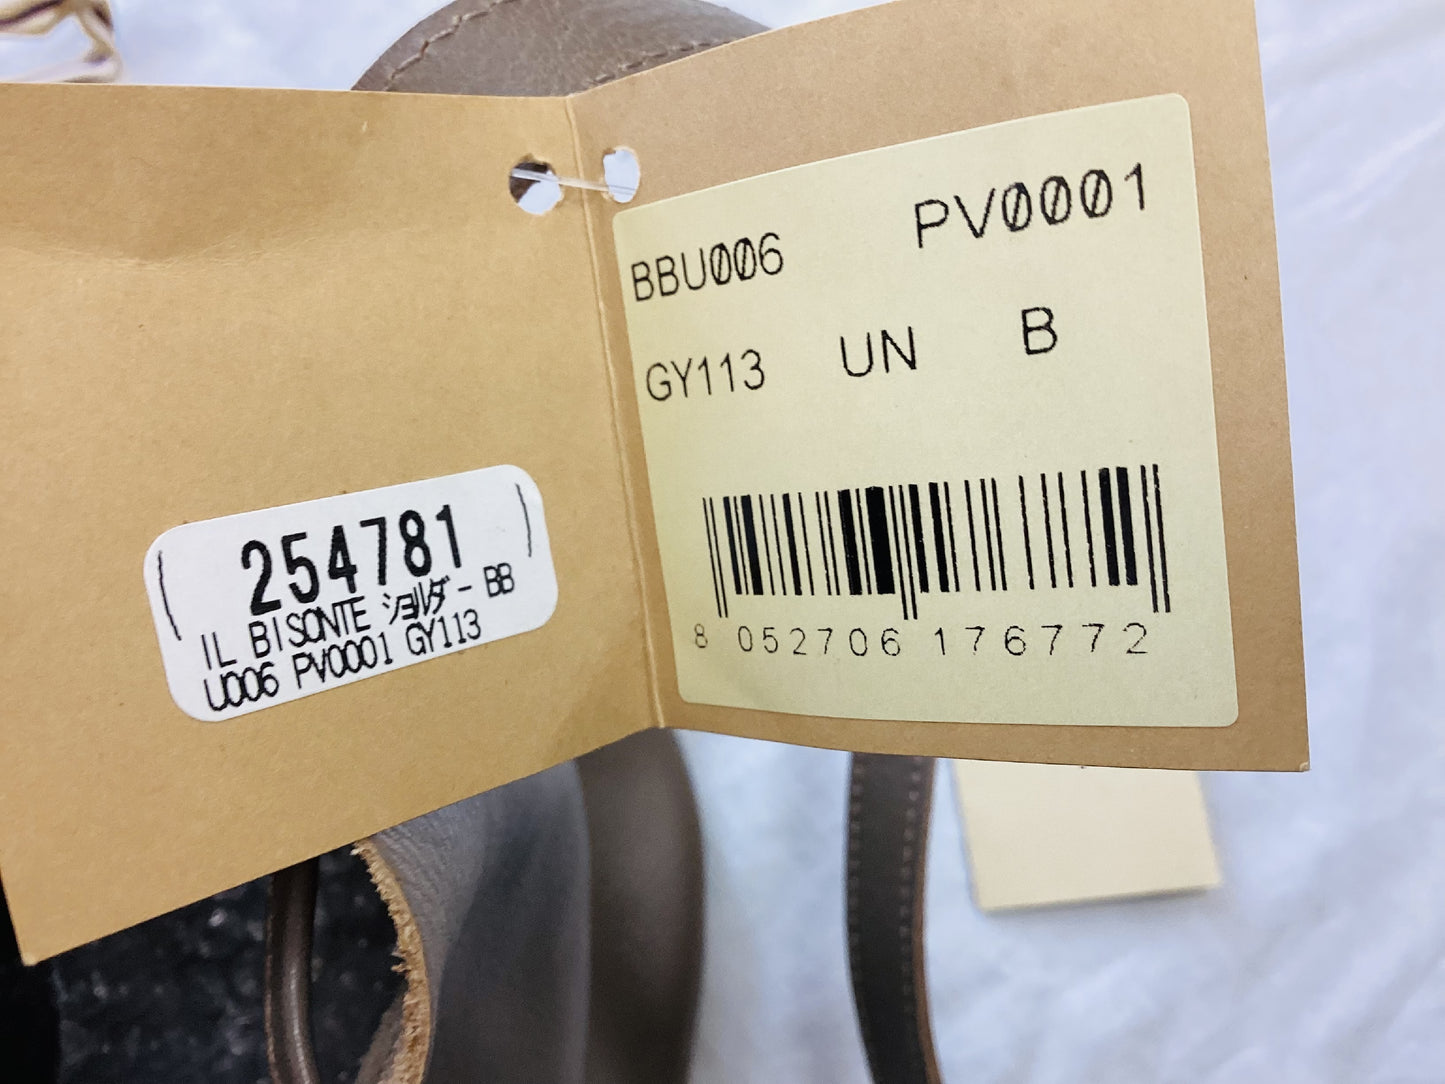 254781
IL BISONTE ショルダ－BB
U006 PV0001 GY113
BBU006 PV0001
GY113 UN B
8 052706 176772